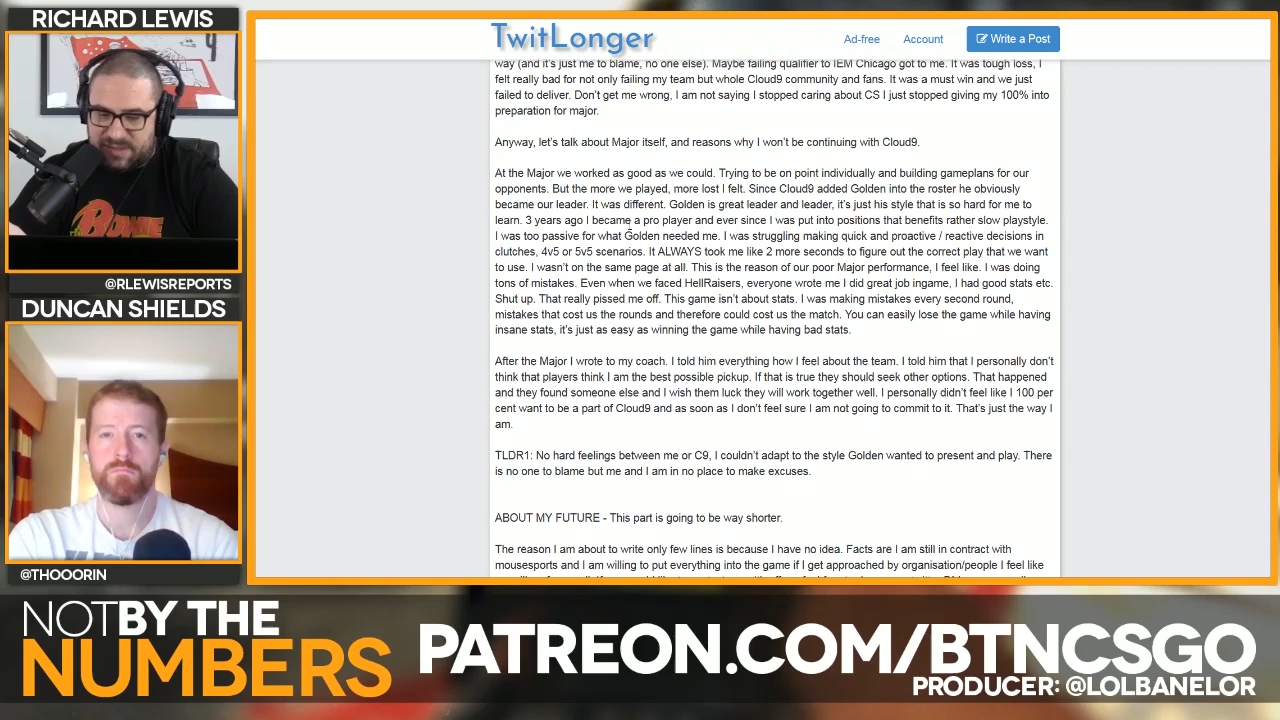 RICHARD LEWIS
BOWIE
@RLEWISREPORTS
DUNCAN SHIELDS
@THOOORIN
TwitLonger
Ad-free
Account
Write a Post
way (and it's just me to blame, no one else). Maybe failing qualifier to IEM Chicago got to me. It was tough loss, I
felt really bad for not only failing my team but whole Cloud9 community and fans. It was a must win and we just
failed to deliver. Don't get me wrong, I am not saying I stopped caring about CS I just stopped giving my 100% into
preparation for major.
Anyway, let's talk about Major itself, and reasons why I won't be continuing with Cloud9.
At the Major we worked as good as we could. Trying to be on point individually and building gameplans for our
opponents. But the more we played, more lost I felt. Since Cloud9 added Golden into the roster he obviously
became our leader. It was different. Golden is great leader and leader, it's just his style that is so hard for me to
learn. 3 years ago I became a pro player and ever since I was put into positions that benefits rather slow playstyle.
I was too passive for what Golden needed me. I was struggling making quick and proactive / reactive decisions in
clutches, 4v5 or 5v5 scenarios. It ALWAYS took me like 2 more seconds to figure out the correct play that we want
to use. I wasn't on the same page at all. This is the reason of our poor Major performance, I feel like. I was doing
tons of mistakes. Even when we faced HellRaisers, everyone wrote me I did great job ingame, I had good stats etc.
Shut up. That really pissed me off. This game isn't about stats. I was making mistakes every second round,
mistakes that cost us the rounds and therefore could cost us the match. You can easily lose the game while having
insane stats, it's just as easy as winning the game while having bad stats.
After the Major I wrote to my coach. I told him everything how I feel about the team. I told him that I personally don't
think that players think I am the best possible pickup. If that is true they should seek other options. That happened
and they found someone else and I wish them luck they will work together well. I personally didn't feel like I 100 per
cent want to be a part of Cloud9 and as soon as I don't feel sure I am not going to commit to it. That's just the way I
am.
TLDR1: No hard feelings between me or C9, I couldn't adapt to the style Golden wanted to present and play. There
is no one to blame but me and I am in no place to make excuses.
ABOUT MY FUTURE - This part is going to be way shorter.
The reason I am about to write only few lines is because I have no idea. Facts are I am still in contract with
mousesports and I am willing to put everything into the game if I get approached by organisation/people I feel like
NOT BY THE
NUMBERS
PATREON.COM/BTNCSGO
PRODUCER: @LOLBANELOR